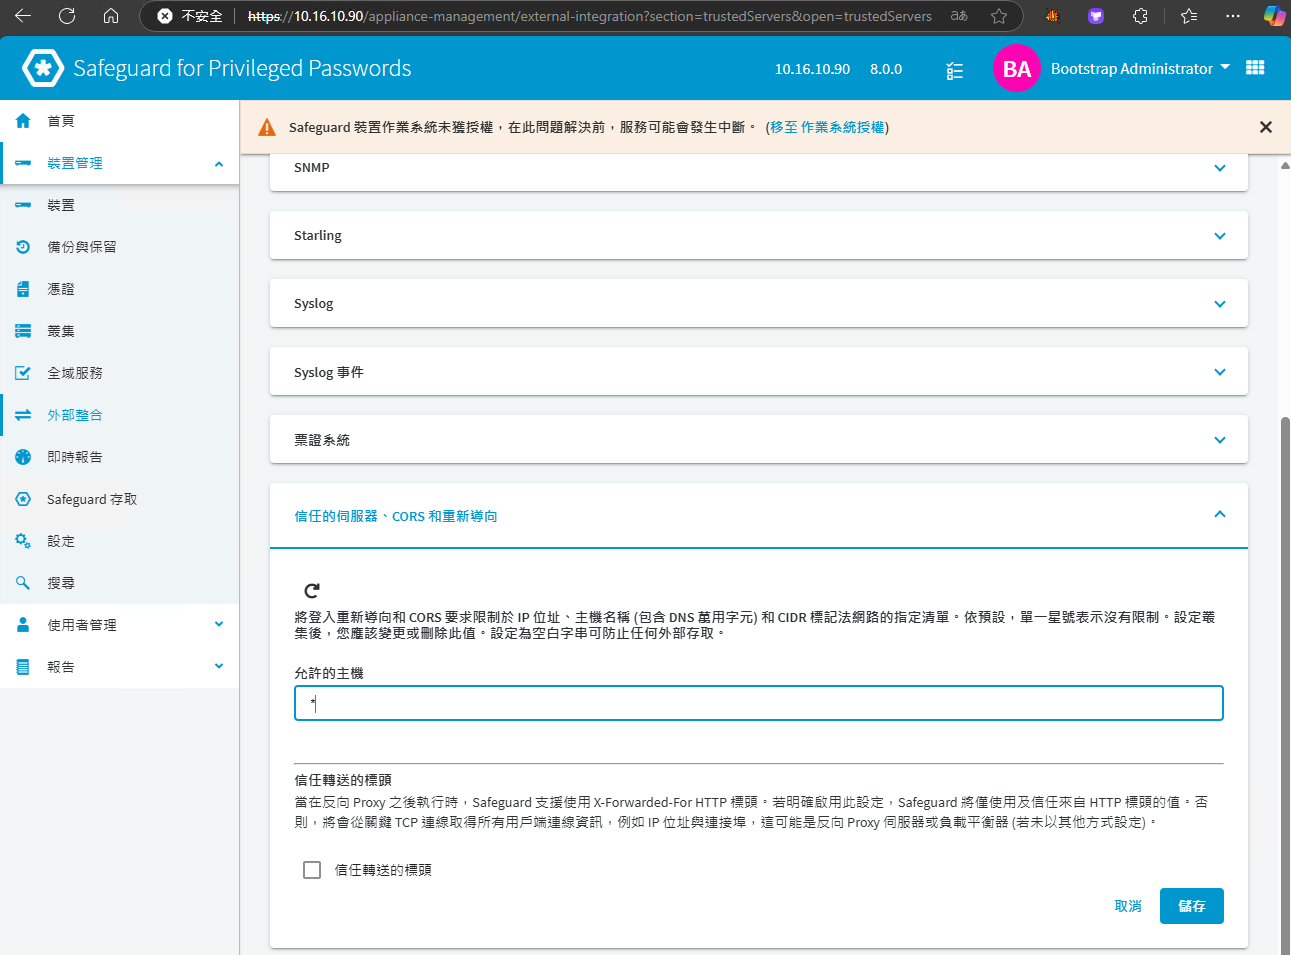 不安全
https://10.16.10.90/appliance-management/external-integration?section=trustedServers&open=trustedServers
aあ
Safeguard for Privileged Passwords
10.16.10.90
8.0.0
BA
Bootstrap Administrator
首頁
裝置管理
裝置
備份與保留
憑證
叢集
全域服務
外部整合
即時報告
Safeguard 存取
設定
搜尋
使用者管理
報告
Safeguard 裝置作業系統未獲授權，在此問題解決前，服務可能會發生中斷。 (移至 作業系統授權)
SNMP
Starling
Syslog
Syslog 事件
票證系統
信任的伺服器、CORS 和重新導向
將登入重新導向和 CORS 要求限制於 IP 位址、主機名稱 (包含 DNS 萬用字元) 和 CIDR 標記法網路的指定清單。依預設，單一星號表示沒有限制。設定叢
集後，您應該變更或刪除此值。設定為空白字串可防止任何外部存取。
允許的主機
*
信任轉送的標頭
當在反向 Proxy 之後執行時，Safeguard 支援使用 X-Forwarded-For HTTP 標頭。若明確啟用此設定，Safeguard 將僅使用及信任來自 HTTP 標頭的值。否
則，將會從關鍵 TCP 連線取得所有用戶端連線資訊，例如 IP 位址與連接埠，這可能是反向 Proxy 伺服器或負載平衡器 (若未以其他方式設定)。
信任轉送的標頭
取消
儲存